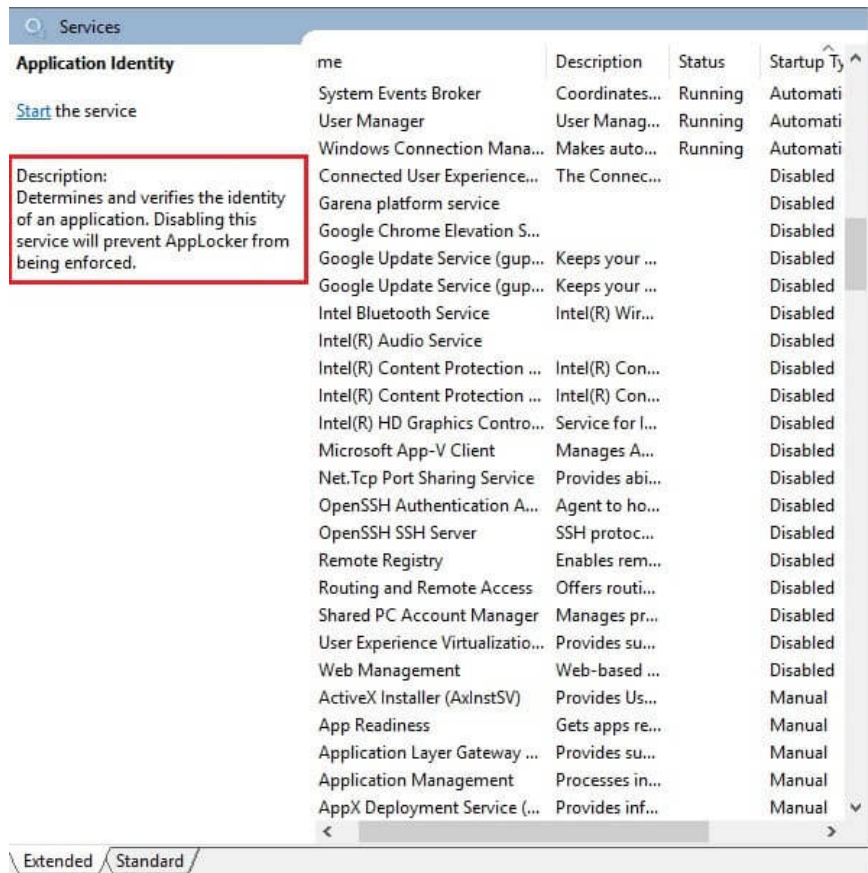 Services
Application Identity
Start the service
Description:
Determines and verifies the identity
of an application. Disabling this
service will prevent AppLocker from
being enforced.
me Description Status Startup Ty
System Events Broker Coordinates... Running Automati
User Manager User Manag... Running Automati
Windows Connection Mana... Makes auto... Running Automati
Connected User Experience... The Connec... Disabled
Garena platform service Disabled
Google Chrome Elevation S... Disabled
Google Update Service (gup... Keeps your ... Disabled
Google Update Service (gup... Keeps your ... Disabled
Intel Bluetooth Service Intel(R) Wir... Disabled
Intel(R) Audio Service Disabled
Intel(R) Content Protection ... Intel(R) Con... Disabled
Intel(R) Content Protection ... Intel(R) Con... Disabled
Intel(R) HD Graphics Contro... Service for I... Disabled
Microsoft App-V Client Manages A... Disabled
Net.Tcp Port Sharing Service Provides abi... Disabled
OpenSSH Authentication A... Agent to ho... Disabled
OpenSSH SSH Server SSH protoc... Disabled
Remote Registry Enables rem... Disabled
Routing and Remote Access Offers routi... Disabled
Shared PC Account Manager Manages pr... Disabled
User Experience Virtualizatio... Provides su... Disabled
Web Management Web-based ... Disabled
ActiveX Installer (AxInstSV) Provides Us... Manual
App Readiness Gets apps re... Manual
Application Layer Gateway ... Provides su... Manual
Application Management Processes in... Manual
AppX Deployment Service (... Provides inf... Manual
Extended Standard